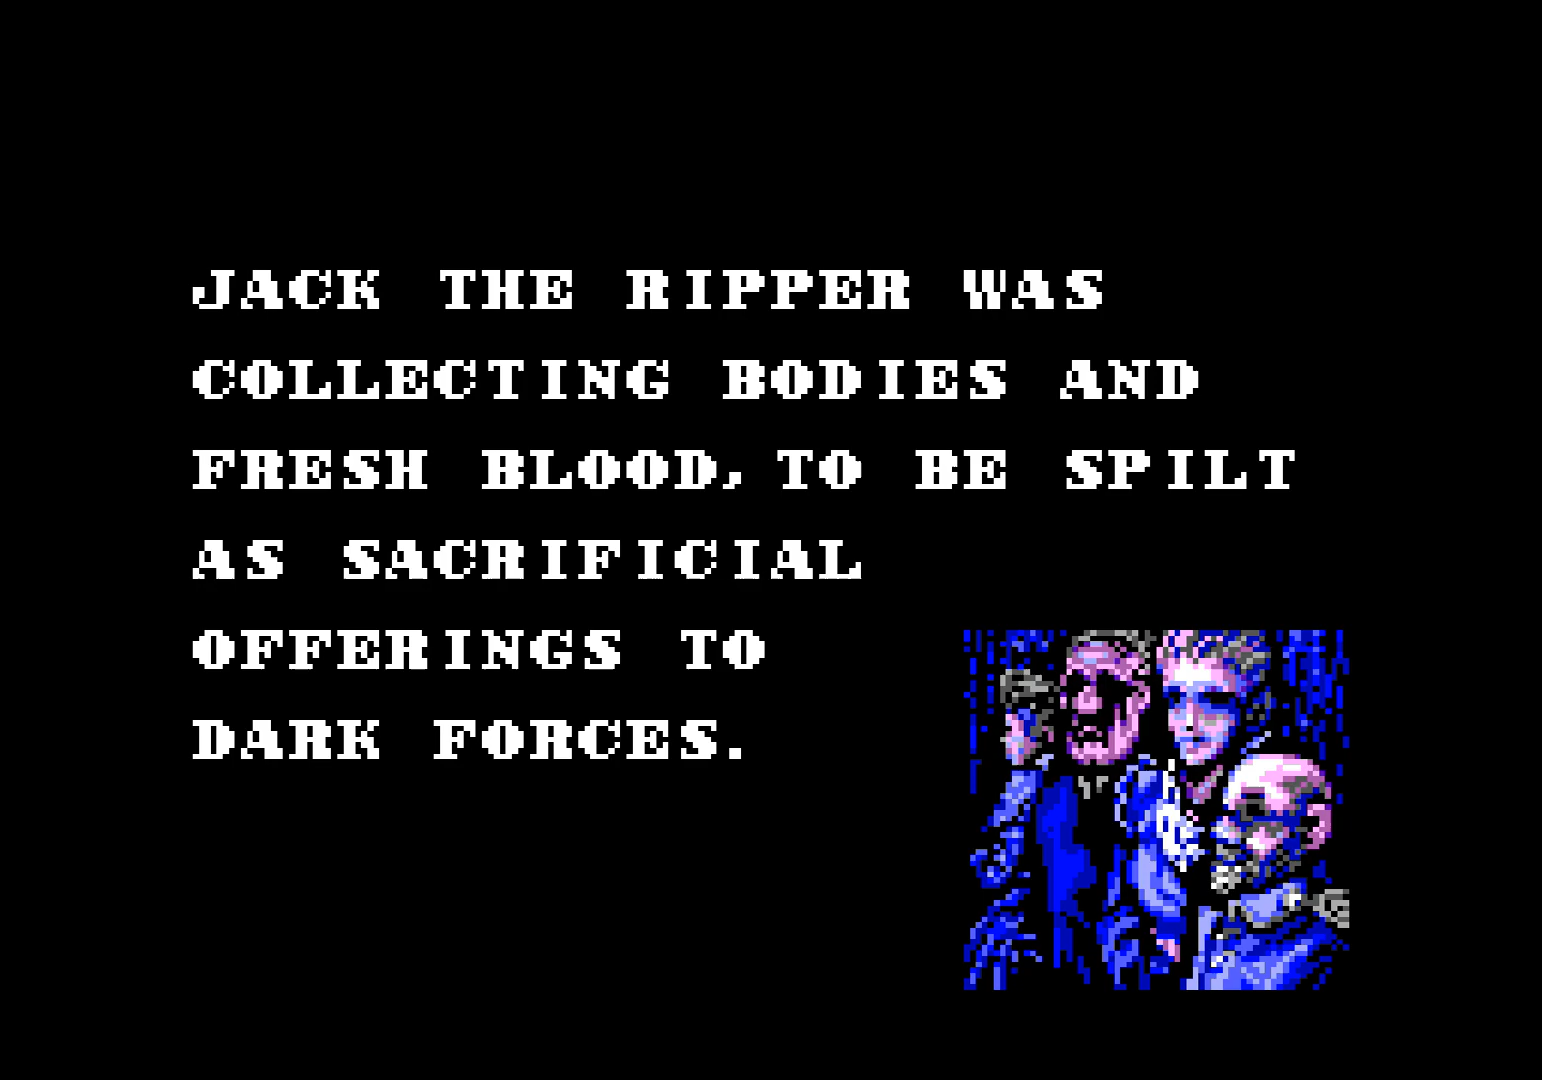 JACK THE RIPPER WAS
COLLECTING BODIES AND
FRESH BLOOD, TO BE SPILT
AS SACRIFICIAL
OFFERINGS TO
DARK FORCES.